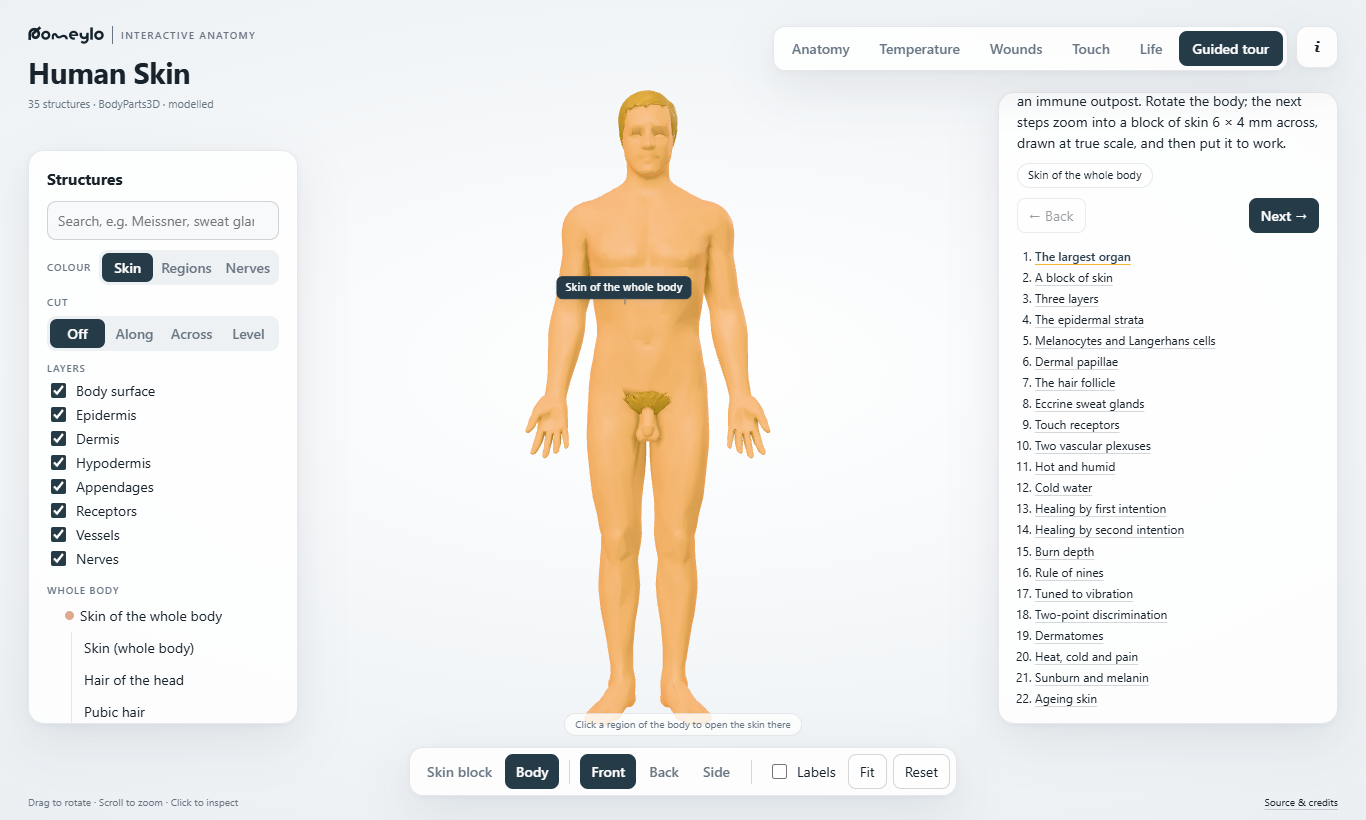 Domeylo
INTERACTIVE ANATOMY
Human Skin
35 structures · BodyParts3D · modelled
Anatomy
Temperature
Wounds
Touch
Life
Guided tour
i
Structures
Search, e.g. Meissner, sweat glan
COLOUR
Skin
Regions
Nerves
CUT
Off
Along
Across
Level
LAYERS
Body surface
Epidermis
Dermis
Hypodermis
Appendages
Receptors
Vessels
Nerves
WHOLE BODY
Skin of the whole body
Skin (whole body)
Hair of the head
Pubic hair
Skin of the whole body
Click a region of the body to open the skin there
an immune outpost. Rotate the body; the next
steps zoom into a block of skin 6 × 4 mm across,
drawn at true scale, and then put it to work.
Skin of the whole body
← Back
Next →
1. The largest organ
2. A block of skin
3. Three layers
4. The epidermal strata
5. Melanocytes and Langerhans cells
6. Dermal papillae
7. The hair follicle
8. Eccrine sweat glands
9. Touch receptors
10. Two vascular plexuses
11. Hot and humid
12. Cold water
13. Healing by first intention
14. Healing by second intention
15. Burn depth
16. Rule of nines
17. Tuned to vibration
18. Two-point discrimination
19. Dermatomes
20. Heat, cold and pain
21. Sunburn and melanin
22. Ageing skin
Skin block
Body
Front
Back
Side
Labels
Fit
Reset
Drag to rotate · Scroll to zoom · Click to inspect
Source & credits